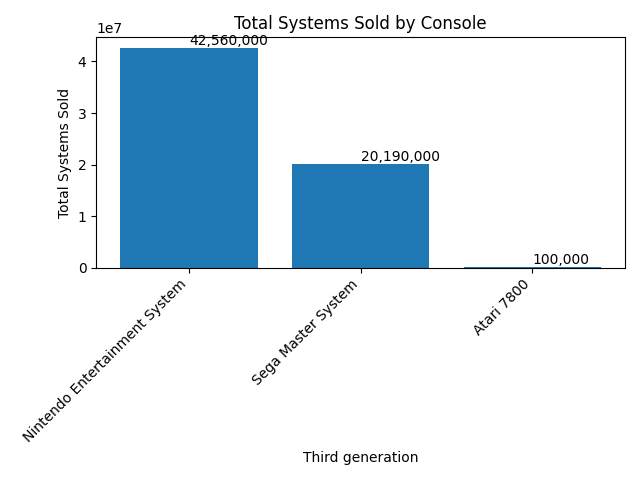 Total Systems Sold by Console
1e7
42,560,000
4
3
20,190,000
2
1
100,000
0
Total Systems Sold
Nintendo Entertainment System
Sega Master System
Atari 7800
Third generation